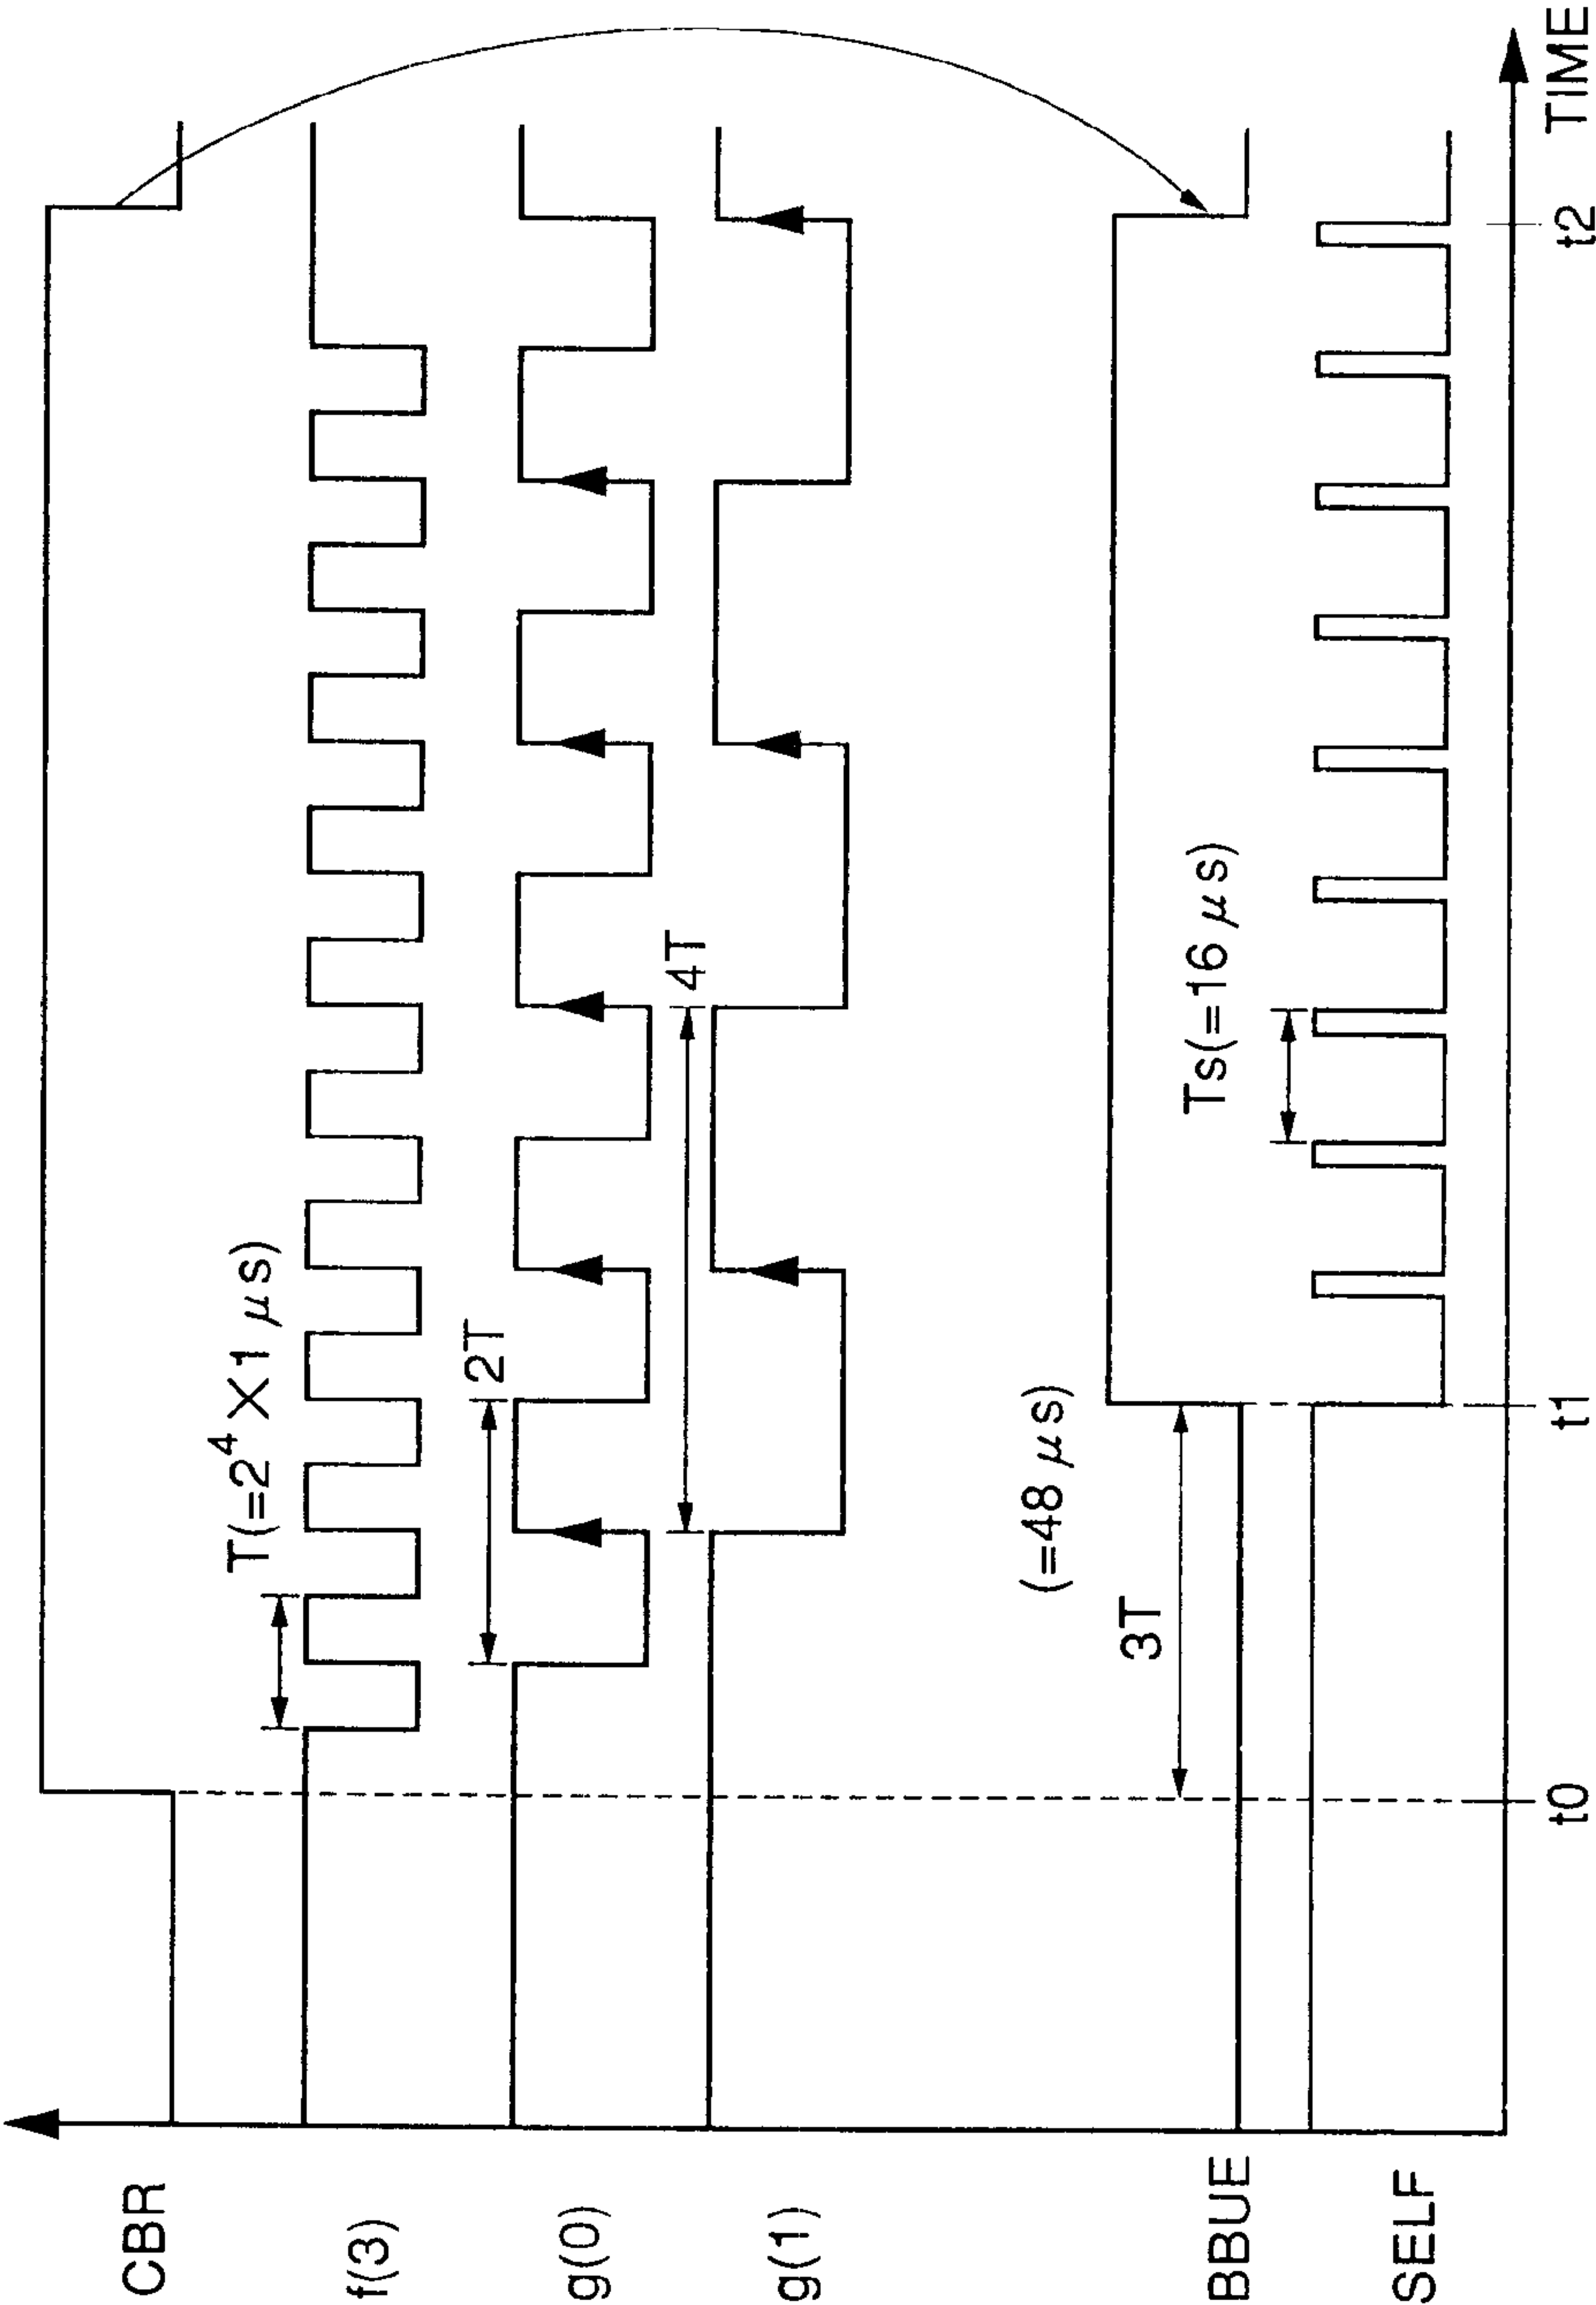 CBR
f(3)
T(=2⁴×1 μs)
g(0)
2T
g(1)
4T
BBUE
3T
(=48 μs)
SELF
Ts(=16 μs)
t0
t1
t2
TIME